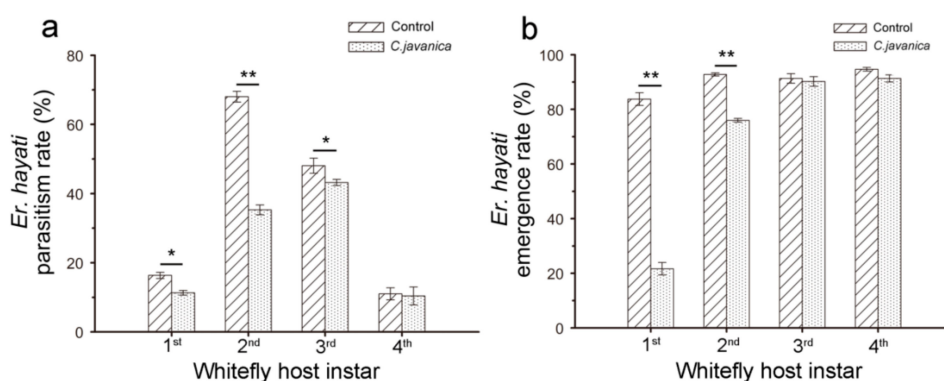 a
Control
C.javanica
80
60
40
20
0
Er. hayati
parasitism rate (%)
*
**
*
1st
2nd
3rd
4th
Whitefly host instar
b
Control
C.javanica
100
80
60
40
20
0
Er. hayati
emergence rate (%)
**
**
1st
2nd
3rd
4th
Whitefly host instar